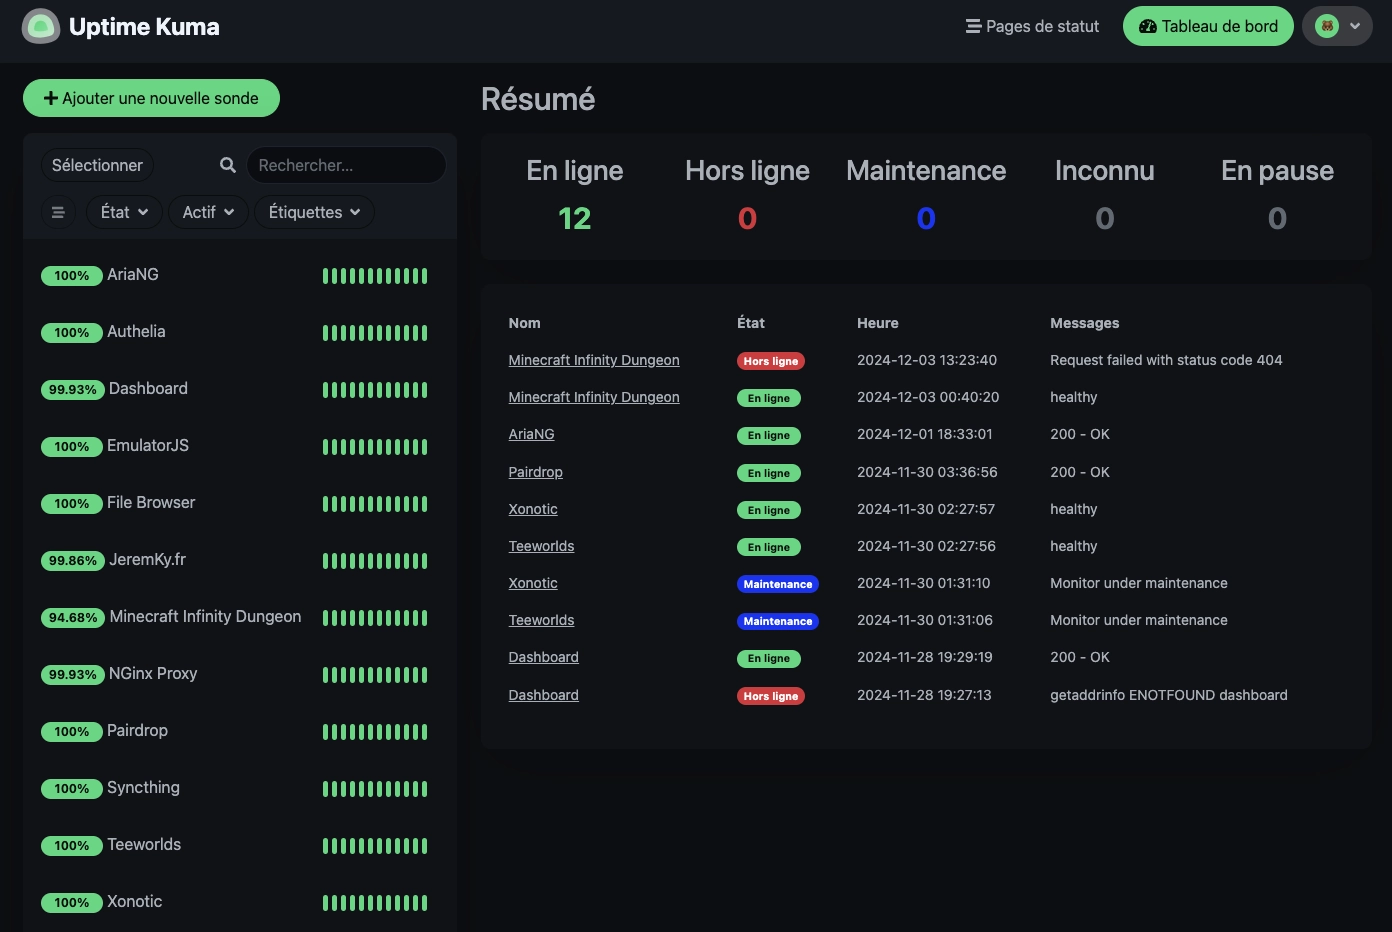 Uptime Kuma
Pages de statut
Tableau de bord
Ajouter une nouvelle sonde
Sélectionner
Rechercher...
État
Actif
Étiquettes
100% AriaNG
100% Authelia
99.93% Dashboard
100% EmulatorJS
100% File Browser
99.86% JeremKy.fr
94.68% Minecraft Infinity Dungeon
99.93% NGinx Proxy
100% Pairdrop
100% Syncthing
100% Teeworlds
100% Xonotic
Résumé
En ligne Hors ligne Maintenance Inconnu En pause
12 0 0 0 0
Nom État Heure Messages
Minecraft Infinity Dungeon Hors ligne 2024-12-03 13:23:40 Request failed with status code 404
Minecraft Infinity Dungeon En ligne 2024-12-03 00:40:20 healthy
AriaNG En ligne 2024-12-01 18:33:01 200 - OK
Pairdrop En ligne 2024-11-30 03:36:56 200 - OK
Xonotic En ligne 2024-11-30 02:27:57 healthy
Teeworlds En ligne 2024-11-30 02:27:56 healthy
Xonotic Maintenance 2024-11-30 01:31:10 Monitor under maintenance
Teeworlds Maintenance 2024-11-30 01:31:06 Monitor under maintenance
Dashboard En ligne 2024-11-28 19:29:19 200 - OK
Dashboard Hors ligne 2024-11-28 19:27:13 getaddrinfo ENOTFOUND dashboard